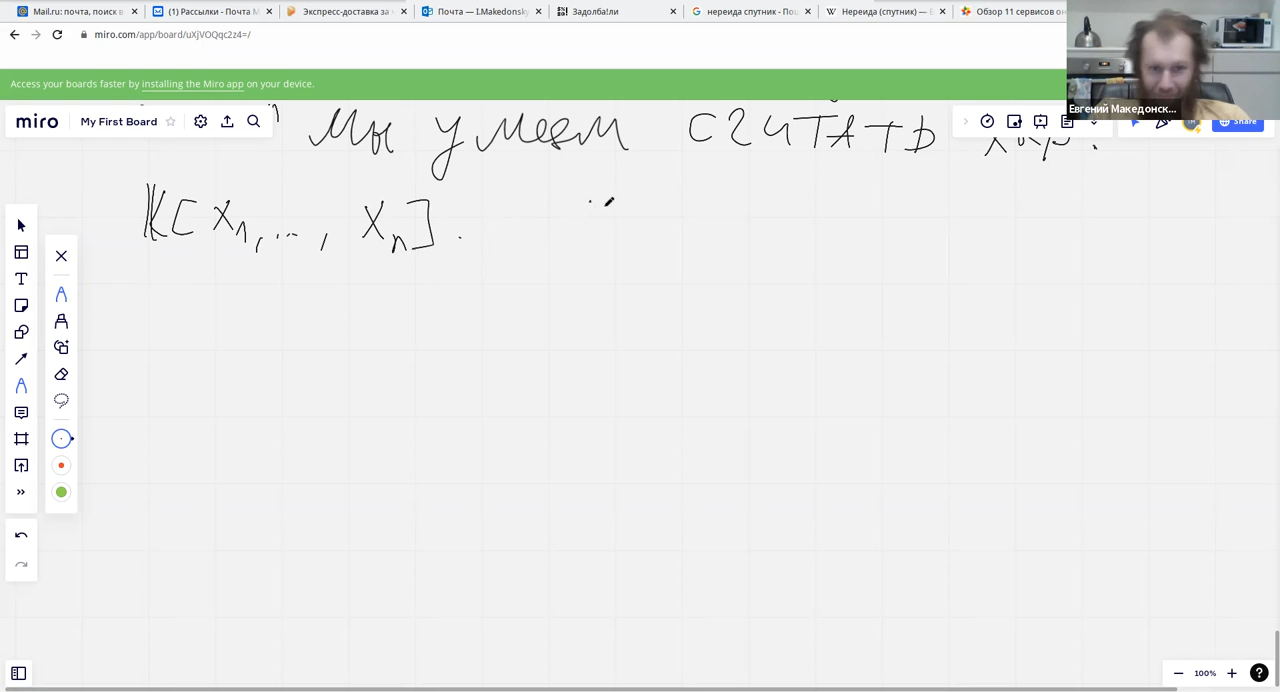 Mail.ru: почта, поиск в (1) Рассылки - Почта М Экспресс-доставка за Почта — I.Makedonsky Задолба!ли нереида спутник - Пои Нереида (спутник) — Обзор 11 сервисов он
miro.com/app/board/uXjVOQqc2z4=/
Access your boards faster by installing the Miro app on your device.
Евгений Македонск...
miro My First Board Share
Мы умеем СЧИТАТЬ хар.
𝕂[X₁, ..., Xₙ].
100%